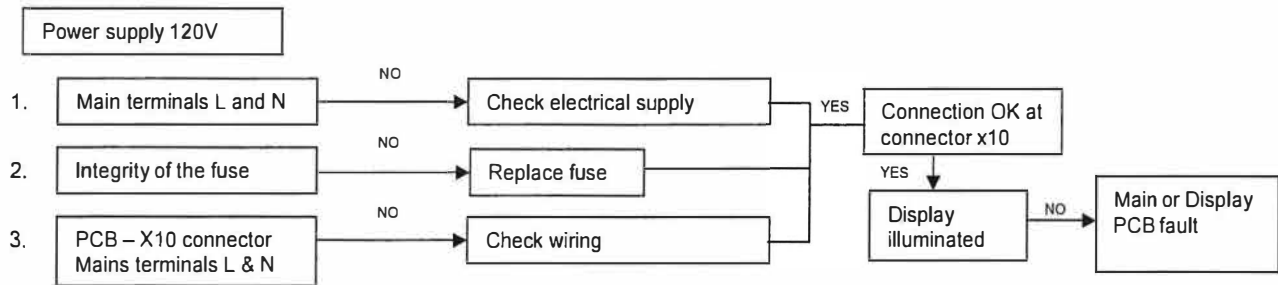 Power supply 120V
NO
1. Main terminals L and N
Check electrical supply
YES
Connection OK at
connector x10
NO
2. Integrity of the fuse
Replace fuse
YES
NO
3. PCB – X10 connector
Mains terminals L & N
Check wiring
Display
illuminated
NO
Main or Display
PCB fault